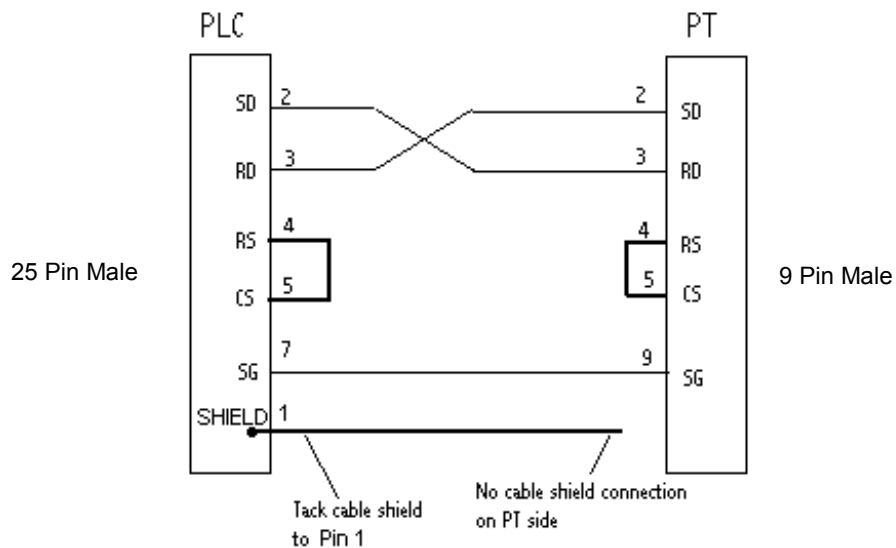 PLC PT
SD 2 2 SD
RD 3 3 RD
RS 4 4 RS
25 Pin Male 9 Pin Male
CS 5 5 CS
SG 7 9 SG
SHIELD 1
Tack cable shield
to Pin 1
No cable shield connection
on PT side